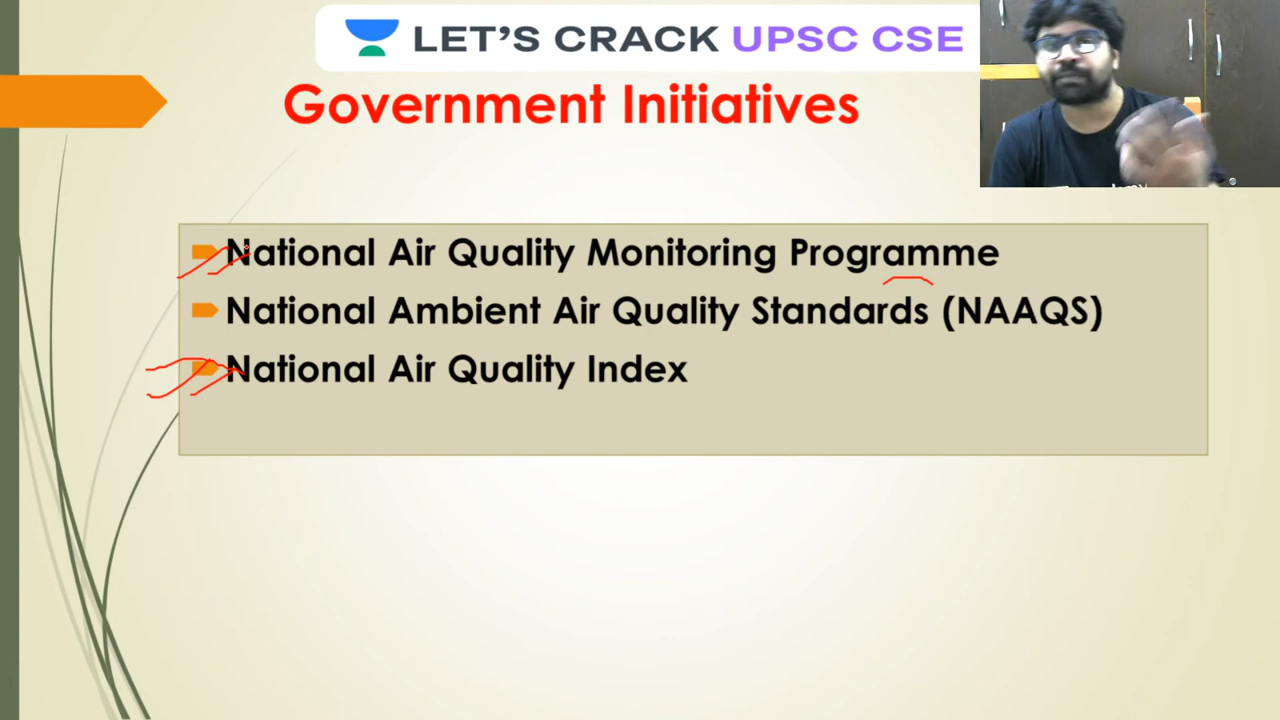 LET'S CRACK UPSC CSE
Government Initiatives
National Air Quality Monitoring Programme
National Ambient Air Quality Standards (NAAQS)
National Air Quality Index